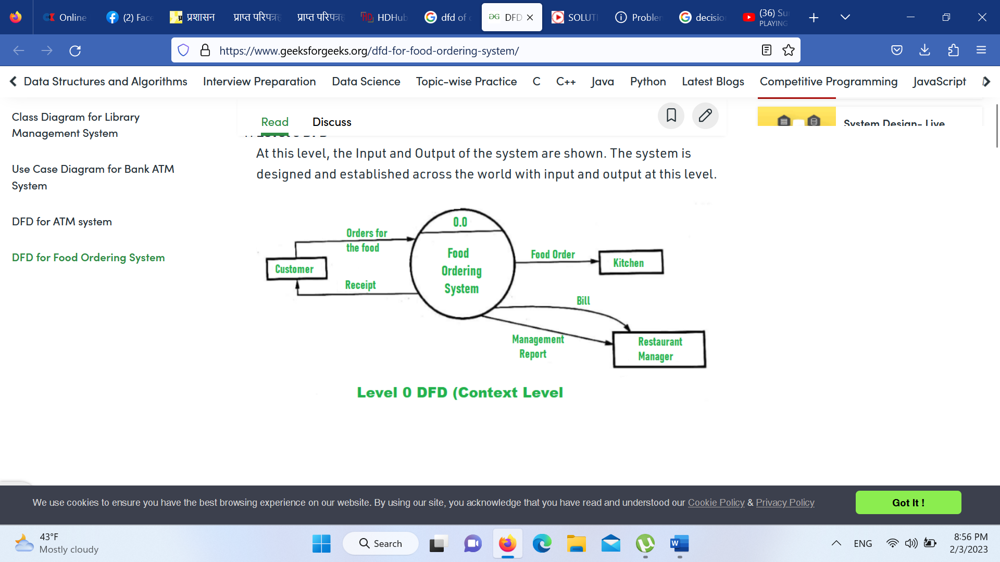 Online
(2) Face
प्रशासन
प्राप्त परिपत्रह
प्राप्त परिपत्रह
HDHub
dfd of
DFD
SOLUTI
Problem
decisio
(36) Su
PLAYING
https://www.geeksforgeeks.org/dfd-for-food-ordering-system/
Data Structures and Algorithms Interview Preparation Data Science Topic-wise Practice C C++ Java Python Latest Blogs Competitive Programming JavaScript
Class Diagram for Library
Management System
Use Case Diagram for Bank ATM
System
DFD for ATM system
DFD for Food Ordering System
Read Discuss
At this level, the Input and Output of the system are shown. The system is
designed and established across the world with input and output at this level.
System Design- Live
0.0
Orders for
the food
Food
Ordering
System
Food Order
Kitchen
Customer
Receipt
Bill
Management
Report
Restaurant
Manager
Level 0 DFD (Context Level
We use cookies to ensure you have the best browsing experience on our website. By using our site, you acknowledge that you have read and understood our Cookie Policy & Privacy Policy
Got It !
43°F
Mostly cloudy
Search
ENG
8:56 PM
2/3/2023